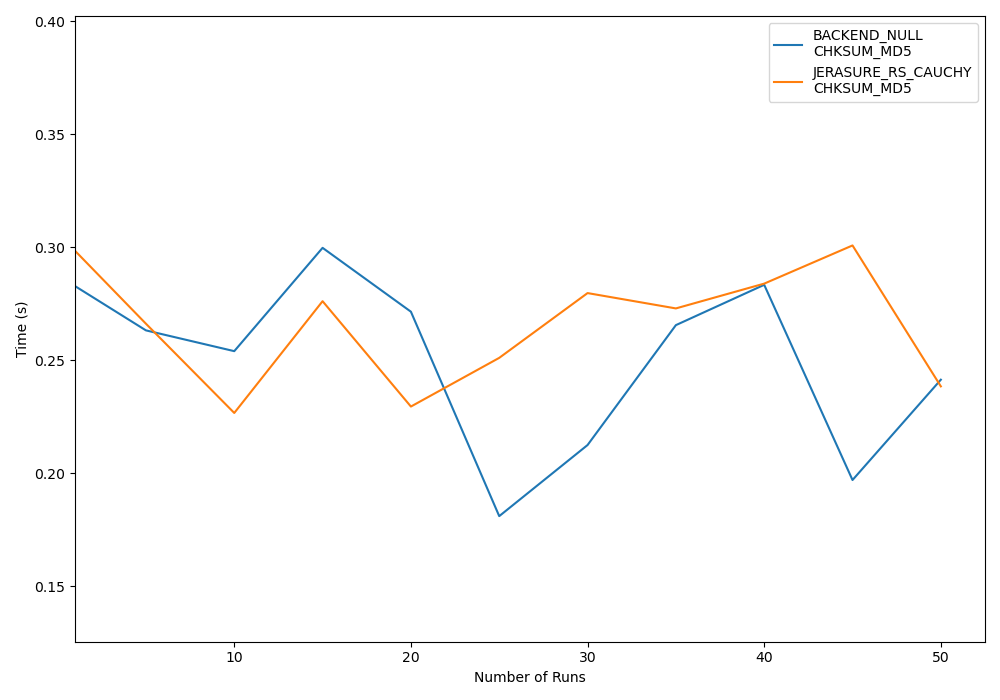 0.40
0.35
0.30
0.25
0.20
0.15
Time (s)
10
20
30
40
50
Number of Runs
BACKEND_NULL
CHKSUM_MD5
JERASURE_RS_CAUCHY
CHKSUM_MD5